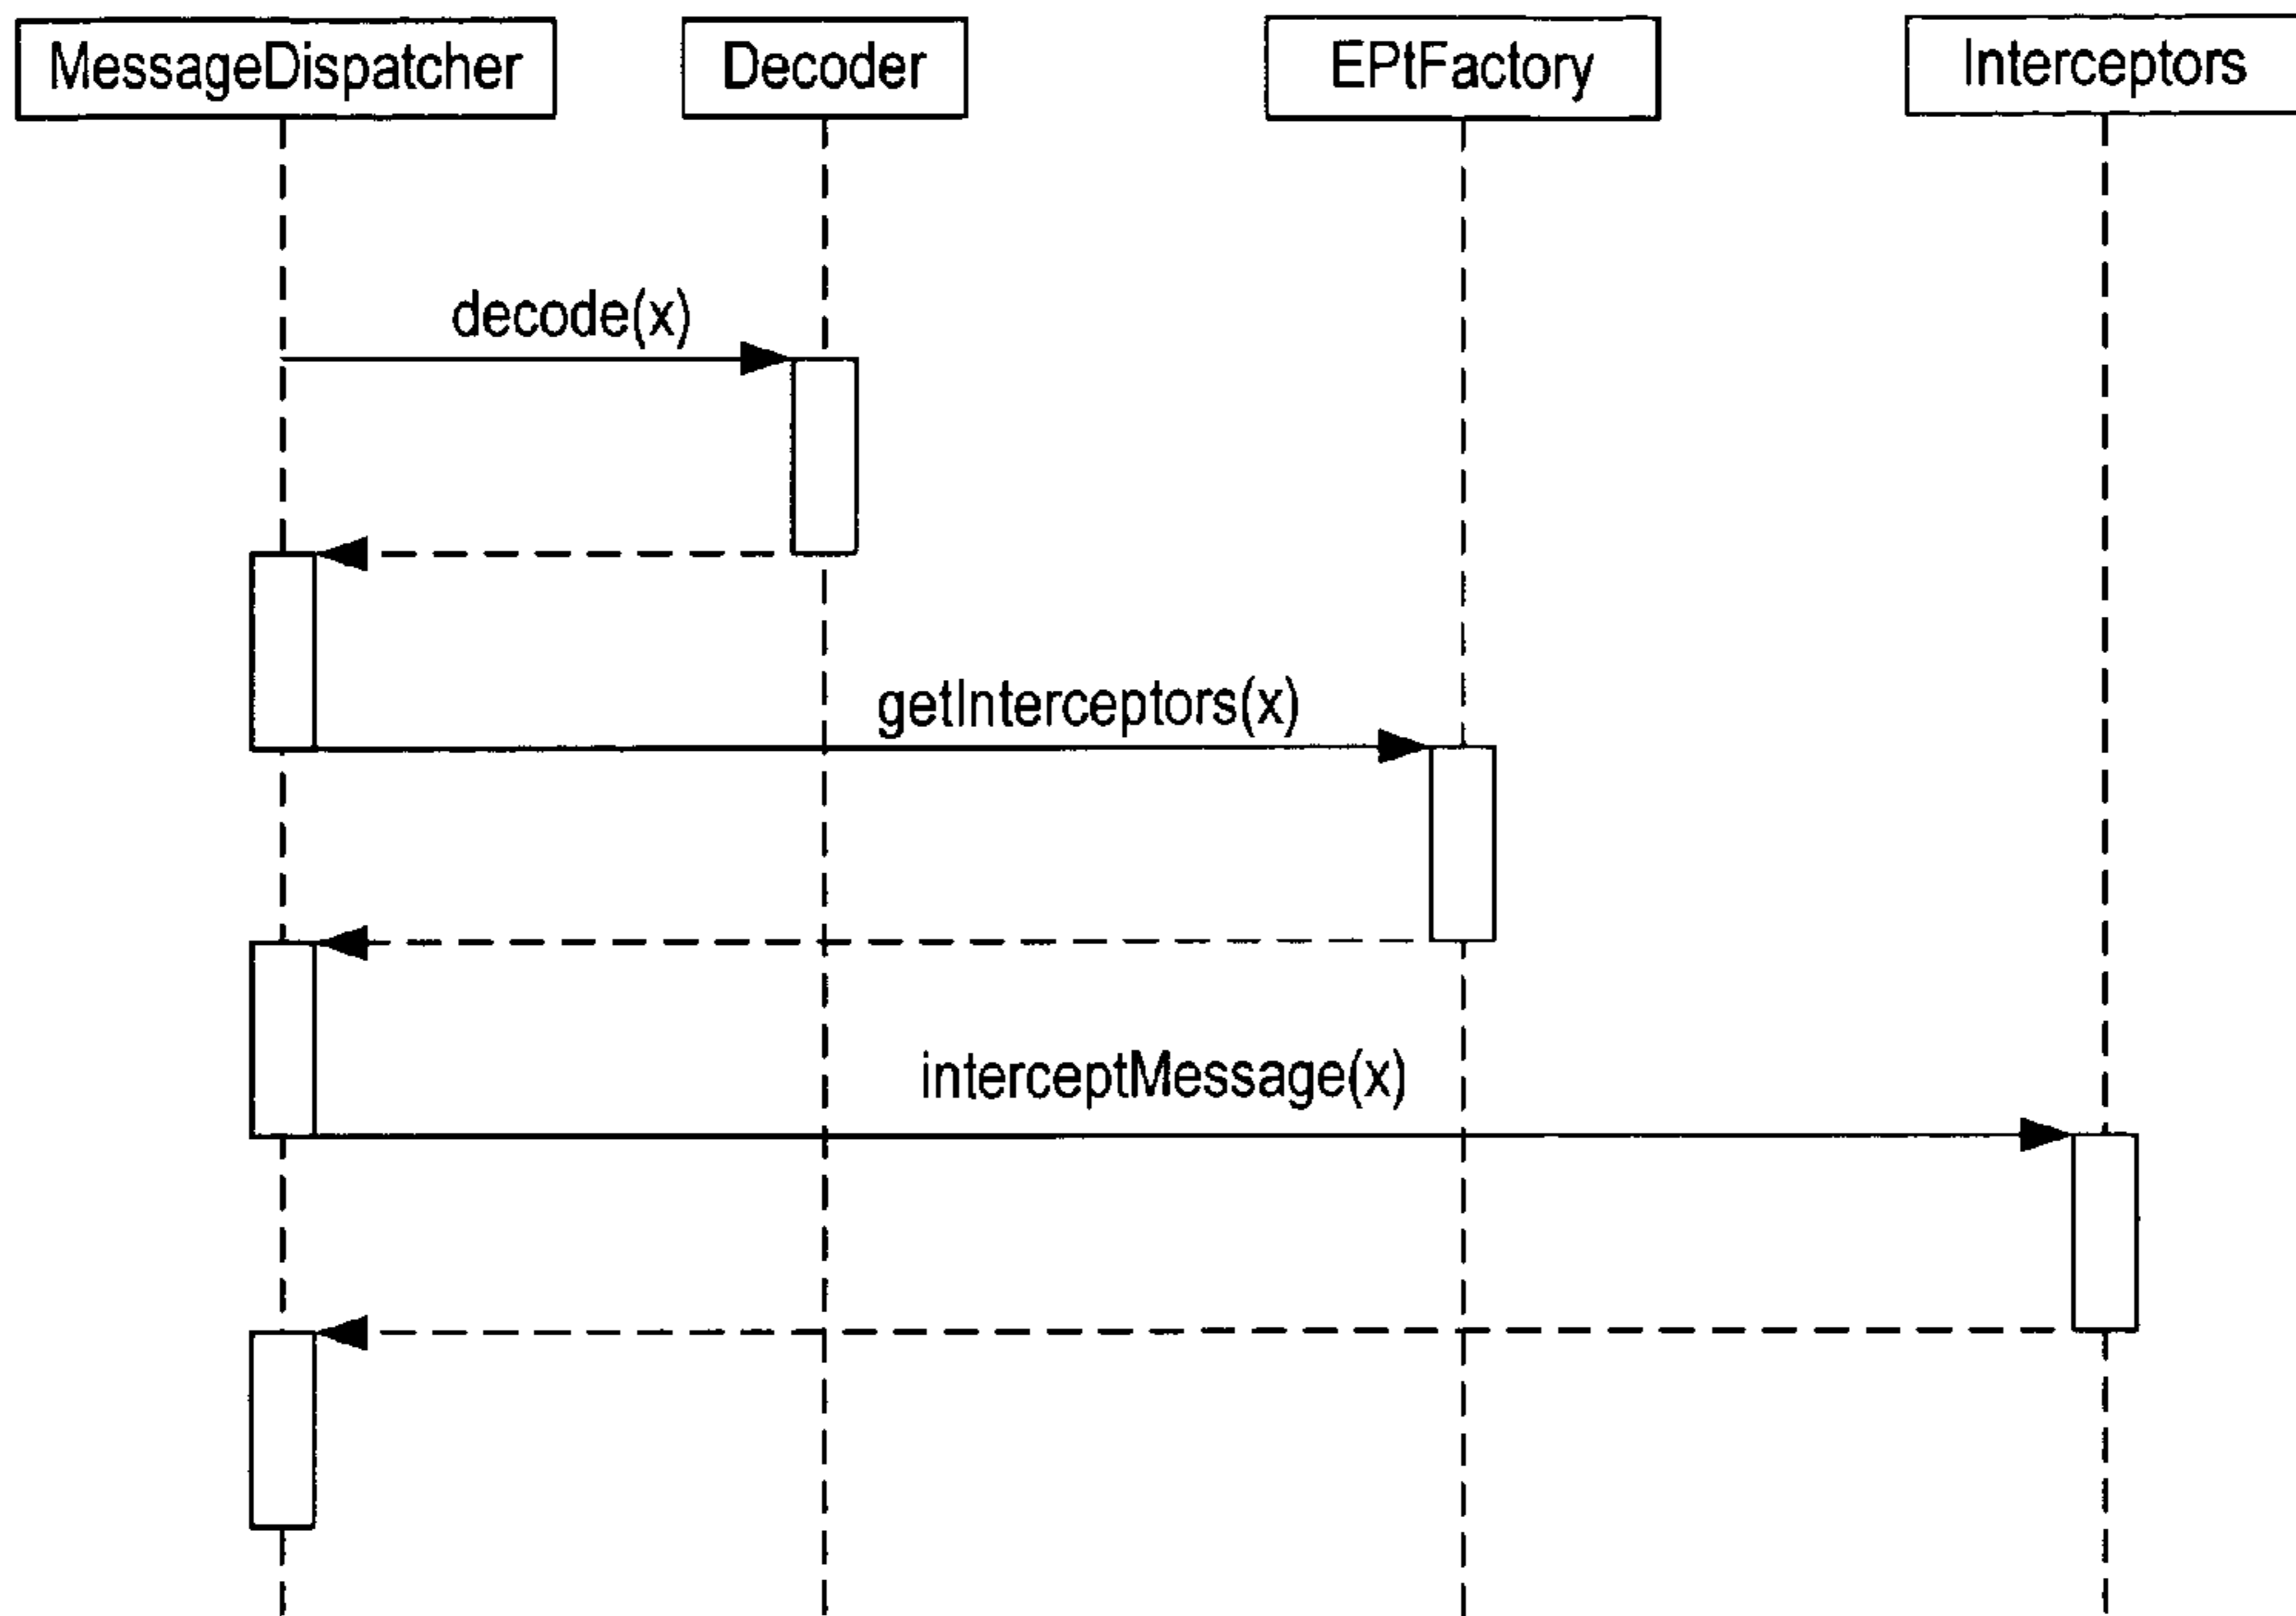 MessageDispatcher
Decoder
EPtFactory
Interceptors
decode(x)
getInterceptors(x)
interceptMessage(x)